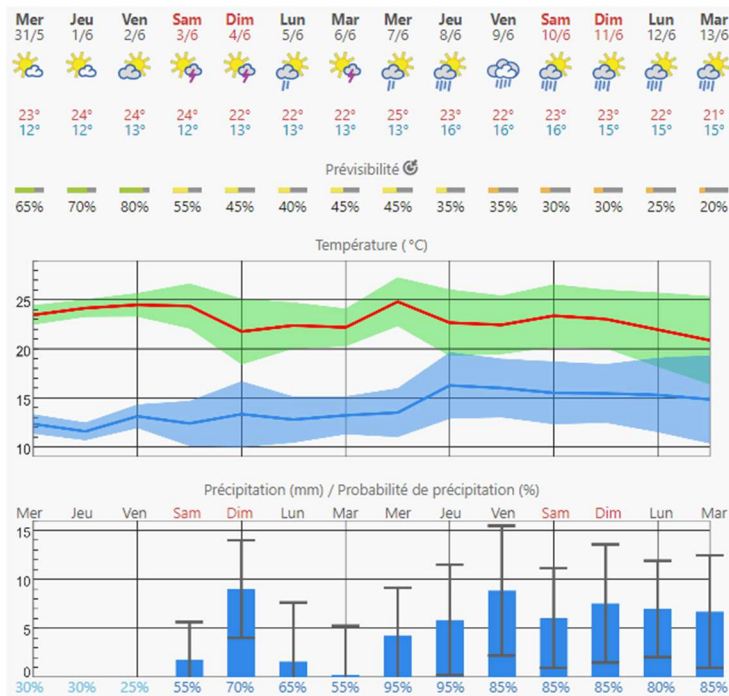 Mer Jeu Ven Sam Dim Lun Mar Mer Jeu Ven Sam Dim Lun Mar
31/5 1/6 2/6 3/6 4/6 5/6 6/6 7/6 8/6 9/6 10/6 11/6 12/6 13/6
23° 24° 24° 24° 22° 22° 22° 25° 23° 22° 23° 23° 22° 21°
12° 12° 13° 12° 13° 13° 13° 13° 16° 16° 16° 15° 15° 15°
Prévisibilité
65% 70% 80% 55% 45% 40% 45% 45% 35% 35% 30% 30% 25% 20%
Température (°C)
25
20
15
10
Précipitation (mm) / Probabilité de précipitation (%)
Mer Jeu Ven Sam Dim Lun Mar Mer Jeu Ven Sam Dim Lun Mar
15
10
5
0
30% 30% 25% 55% 70% 65% 55% 95% 95% 85% 85% 85% 80% 85%